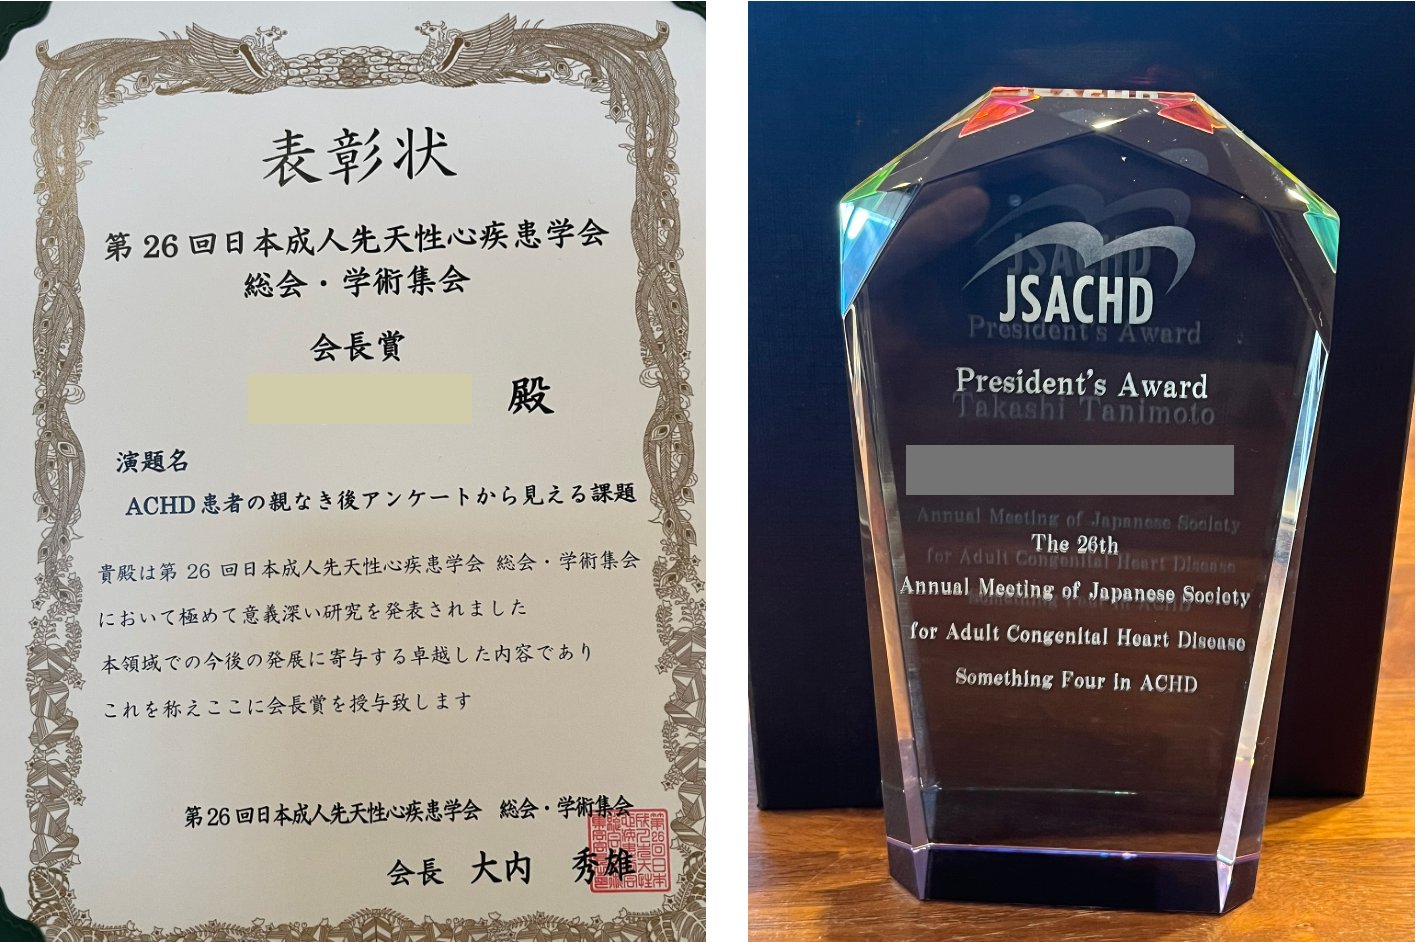 表彰状
第26回日本成人先天性心疾患学会
総会・学術集会
会長賞
殿
演題名
ACHD患者の親なき後アンケートから見える課題
貴殿は第26回日本成人先天性心疾患学会 総会・学術集会
において極めて意義深い研究を発表されました
本領域での今後の発展に寄与する卓越した内容であり
これを称えここに会長賞を授与致します
第26回日本成人先天性心疾患学会 総会・学術集会
会長 大内 秀雄
JSACHD
President's Award
The 26th
Annual Meeting of Japanese Society
for Adult Congenital Heart Disease
Something Four in ACHD